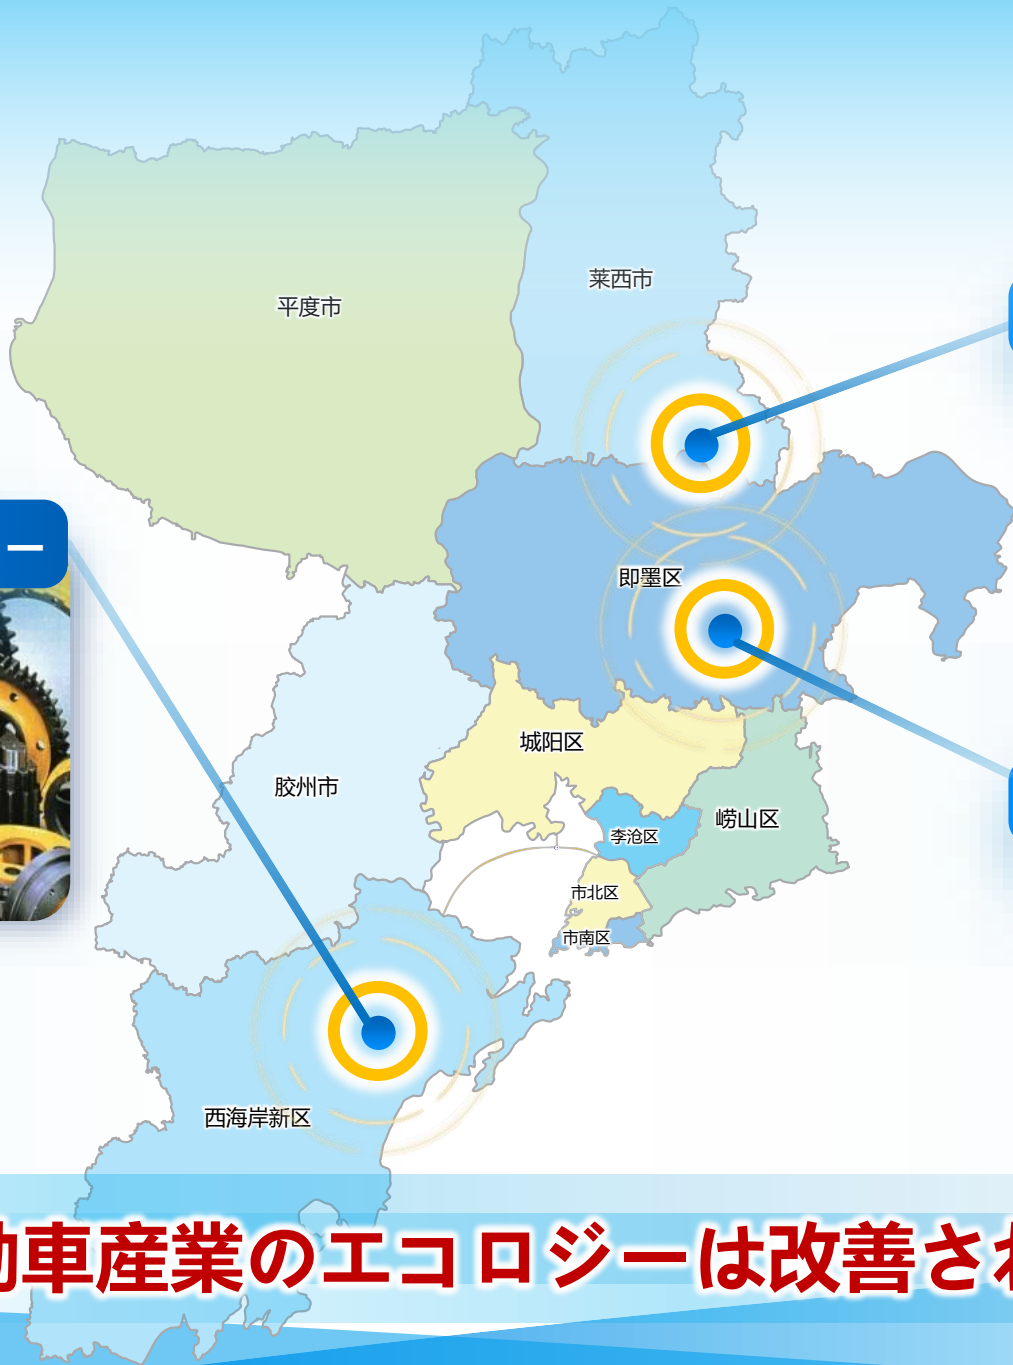 莱西市
平度市
ー
即墨区
城阳区
胶州市
崂山区
李沧区
市北区
市南区
西海岸新区
動車産業のエコロジーは改善され